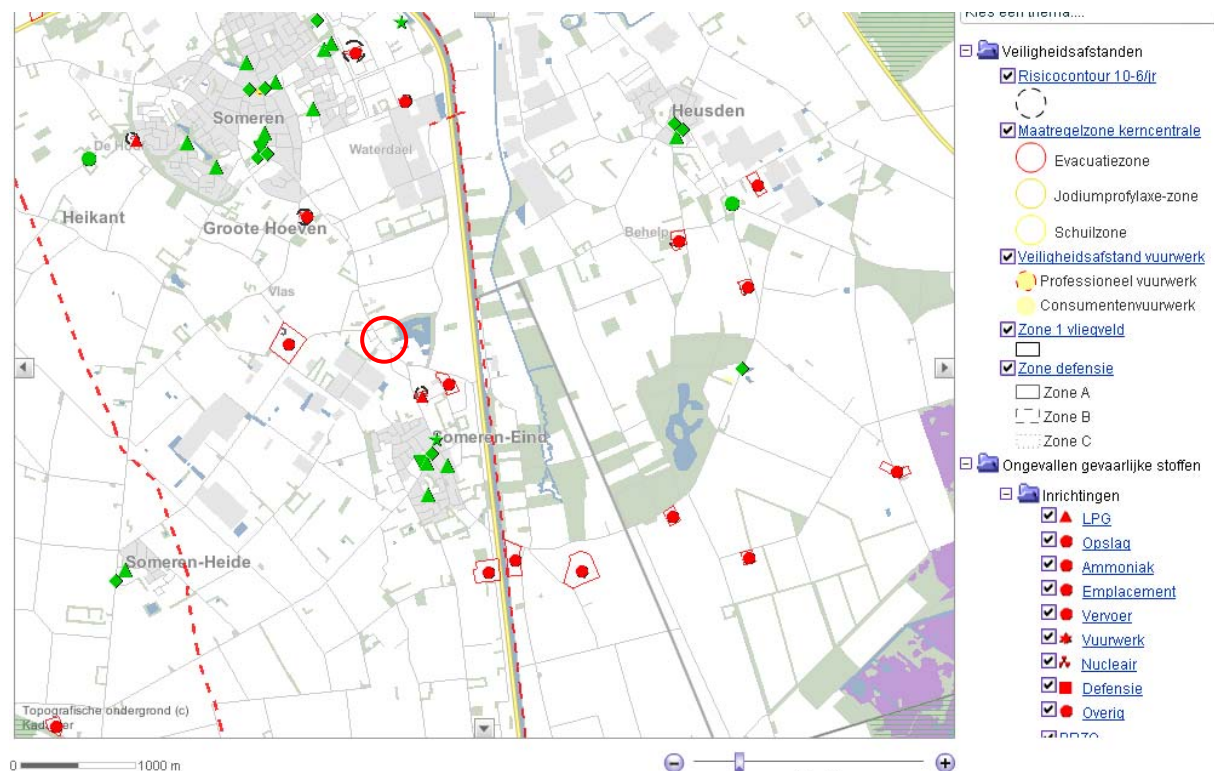 Someren
De Hoof
Waterdael
Heusden
Heikant
Groote Hoeven
Behelp
Vlas
Someren-Eind
Someren-Heide
Topografische ondergrond (c)
Kadaster
0
1000 m
Kies een thema....
Veiligheidsafstanden
Risicocontour 10-6/jr
Maatregelzone kerncentrale
Evacuatiezone
Jodiumprofylaxe-zone
Schuilzone
Veiligheidsafstand vuurwerk
Professioneel vuurwerk
Consumentenvuurwerk
Zone 1 vliegveld
Zone defensie
Zone A
Zone B
Zone C
Ongevallen gevaarlijke stoffen
Inrichtingen
LPG
Opslag
Ammoniak
Emplacement
Vervoer
Vuurwerk
Nucleair
Defensie
Overig